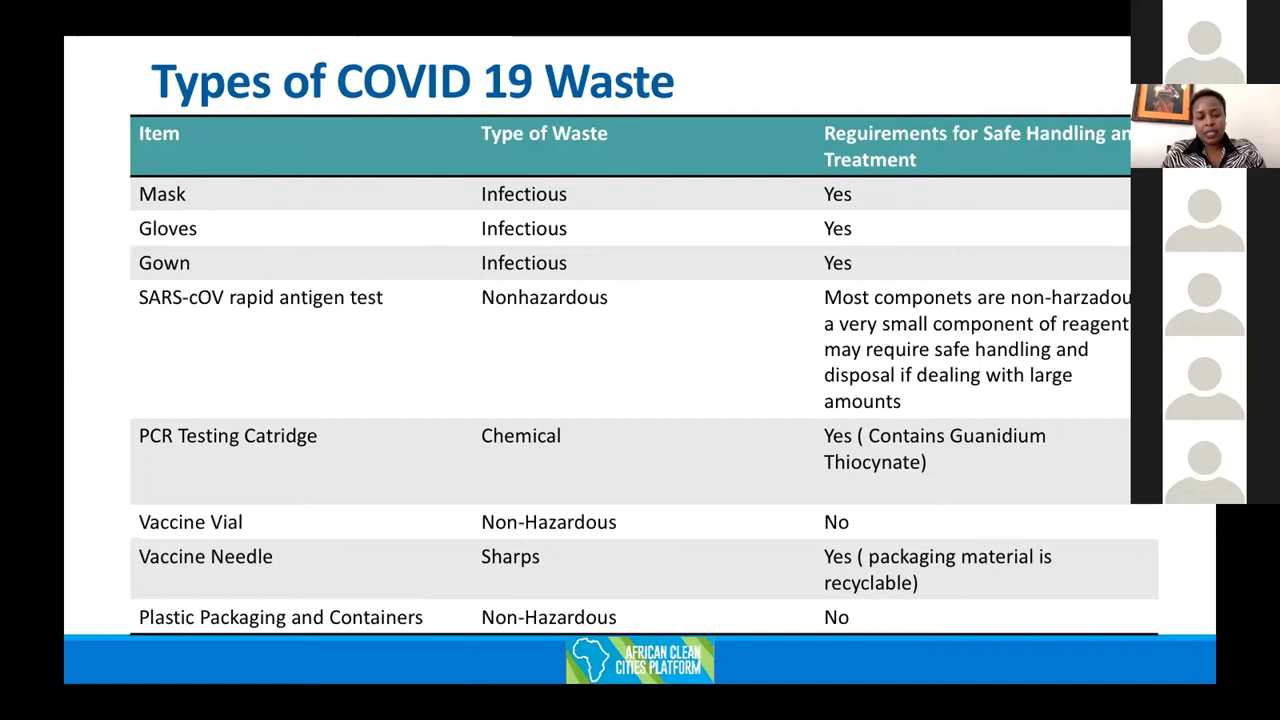 Types of COVID 19 Waste
Item Type of Waste Reguirements for Safe Handling an
Treatment
Mask Infectious Yes
Gloves Infectious Yes
Gown Infectious Yes
SARS-cOV rapid antigen test Nonhazardous Most componets are non-harzadou
a very small component of reagent
may require safe handling and
disposal if dealing with large
amounts
PCR Testing Catridge Chemical Yes ( Contains Guanidium
Thiocynate)
Vaccine Vial Non-Hazardous No
Vaccine Needle Sharps Yes ( packaging material is
recyclable)
Plastic Packaging and Containers Non-Hazardous No
AFRICAN CLEAN
CITIES PLATFORM